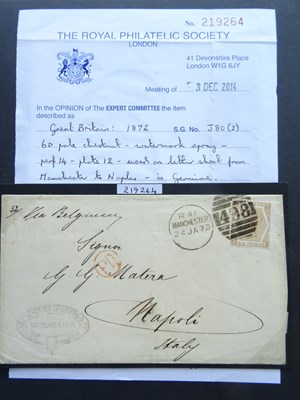 No. 219264
THE ROYAL PHILATELIC SOCIETY
LONDON
41 Devonshire Place
London W1G 6JY
Meeting of 3 DEC 2014
In the OPINION OF The EXPERT COMMITTEE the item
described as
Great Britain: 1872 S.G. No. J80(2)
6D pale chestnut - watermark spray -
perf 14 - plate 12 - used on letter sheet from
Manchester to Naples - is Genuine.
219264
Via Belgium
Signor
G G Matera
Napoli
Italy
MANCHESTER
498